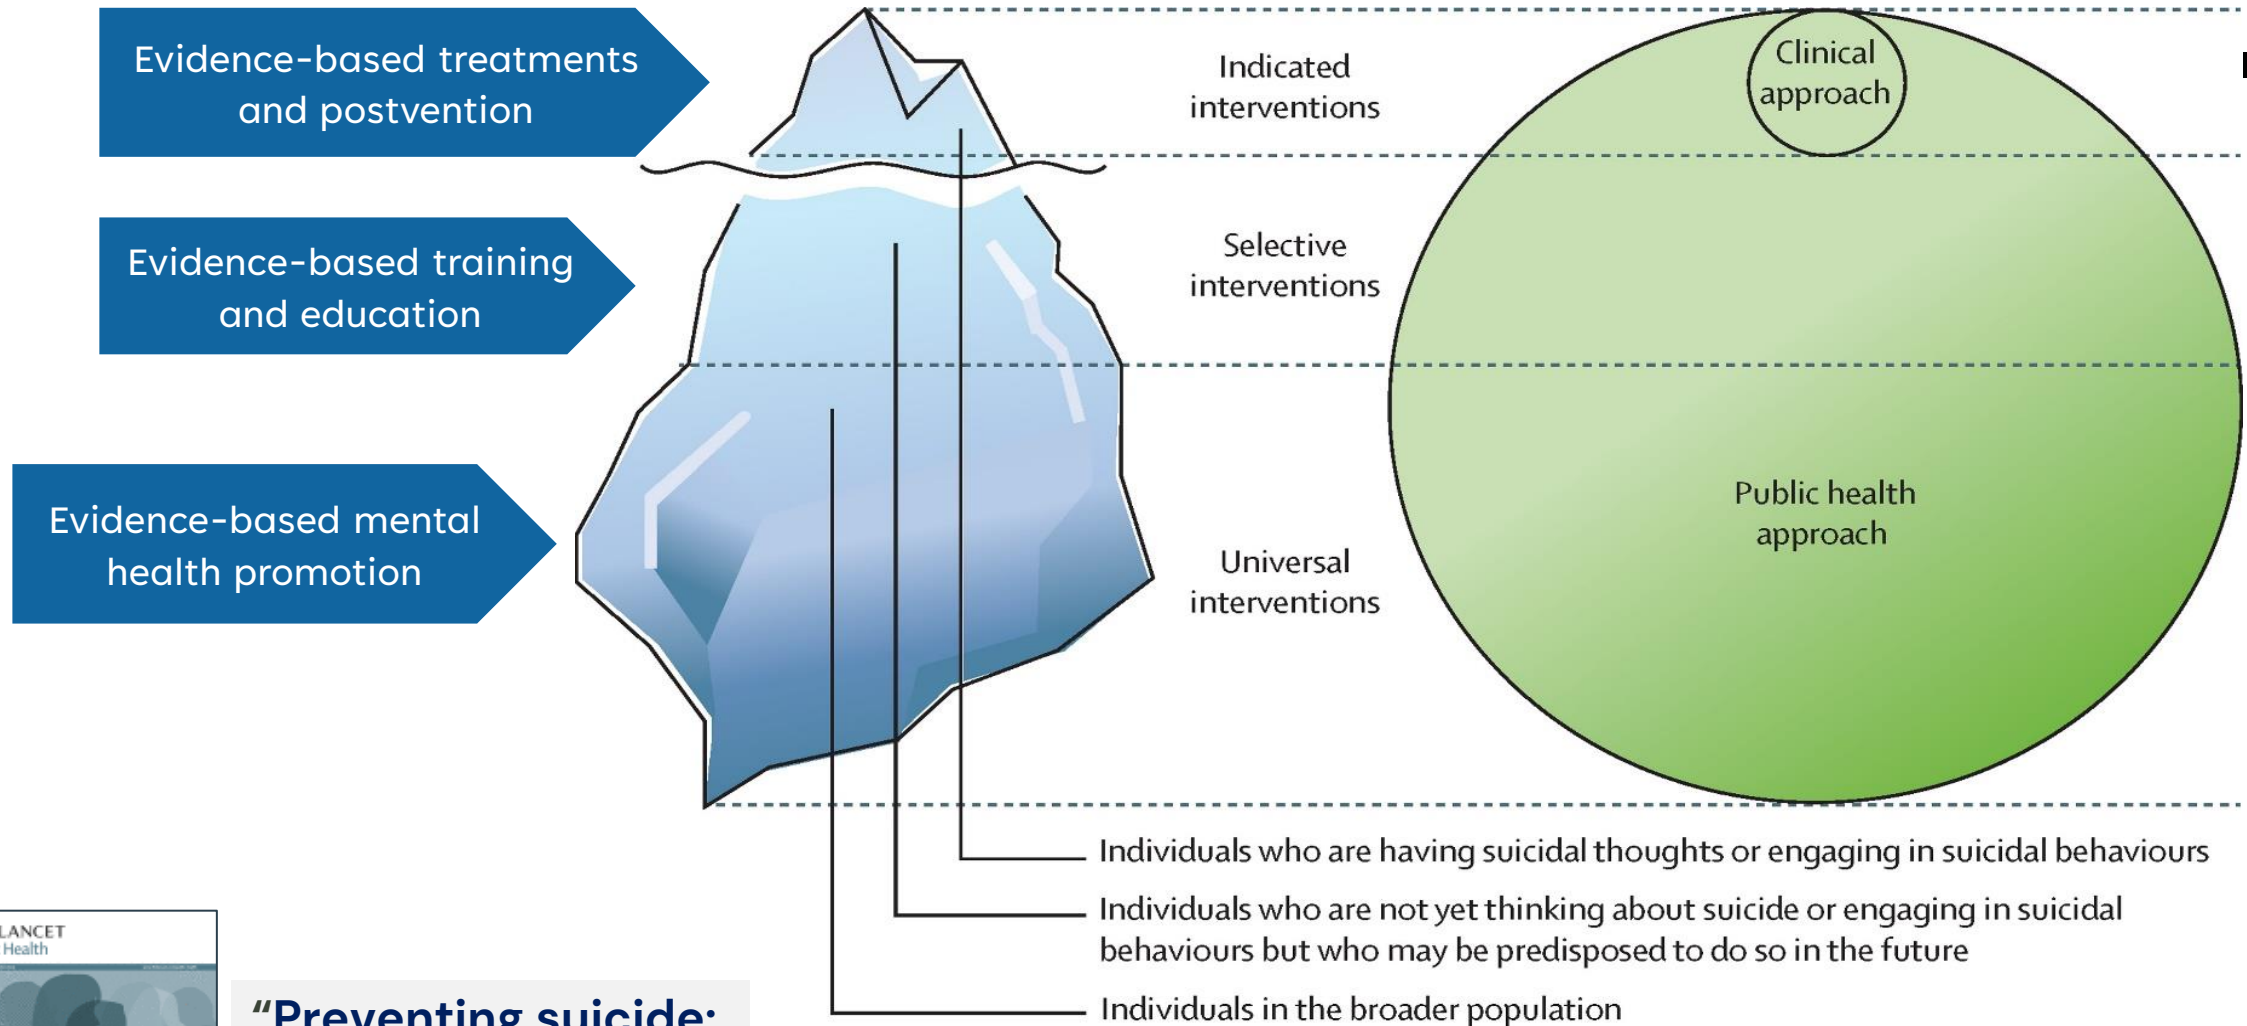 Evidence-based treatments
and postvention
Indicated
interventions
Clinical
approach
Evidence-based training
and education
Selective
interventions
Evidence-based mental
health promotion
Universal
interventions
Public health
approach
Individuals who are having suicidal thoughts or engaging in suicidal behaviours
Individuals who are not yet thinking about suicide or engaging in suicidal
behaviours but who may be predisposed to do so in the future
Individuals in the broader population
LANCET
Health
“Preventing suicide: